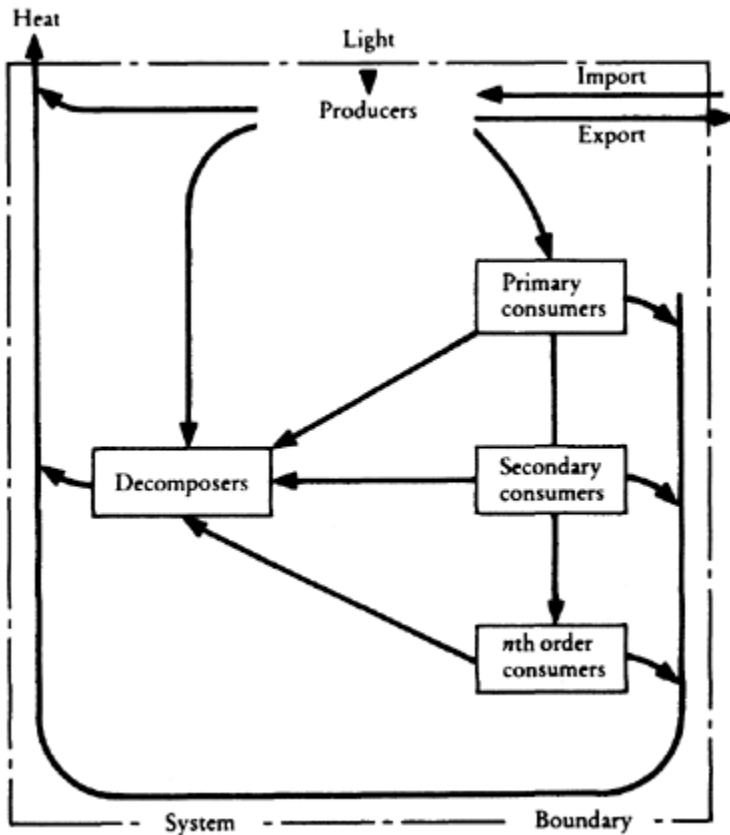 Heat
Light
Import
Producers
Export
Primary
consumers
Decomposers
Secondary
consumers
nth order
consumers
System
Boundary